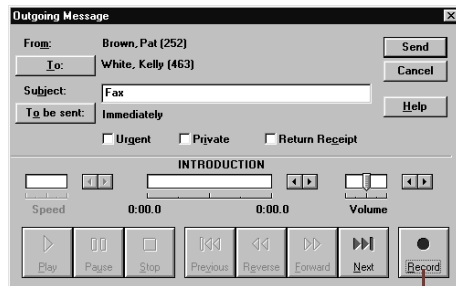 Outgoing Message
From: Brown, Pat (252)
To: White, Kelly (463)
Send
Cancel
Subject: Fax
To be sent: Immediately
Help
Urgent Private Return Receipt
INTRODUCTION
Speed 0:00.0 0:00.0 Volume
Play Pause Stop Previous Reverse Forward Next Record